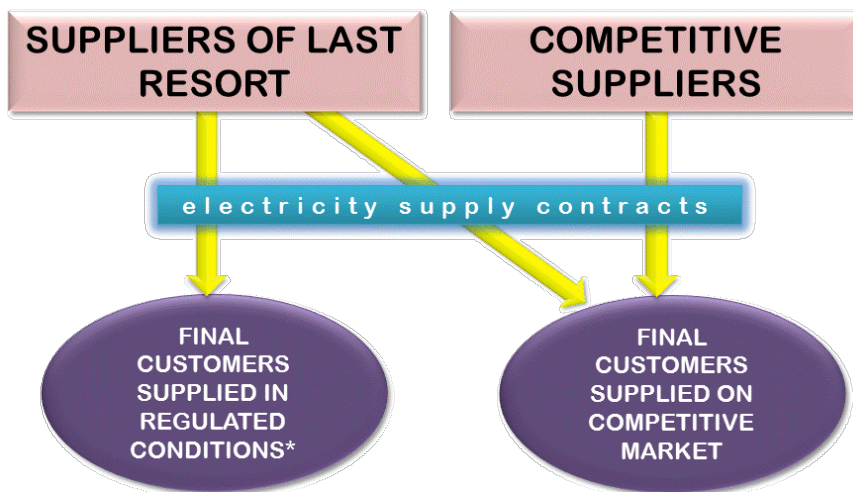 SUPPLIERS OF LAST
RESORT
COMPETITIVE
SUPPLIERS
electricity supply contracts
FINAL
CUSTOMERS
SUPPLIED IN
REGULATED
CONDITIONS*
FINAL
CUSTOMERS
SUPPLIED ON
COMPETITIVE
MARKET